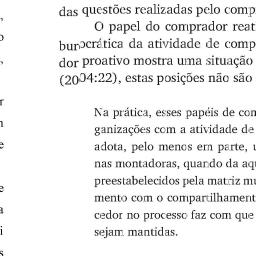 das questões realizadas pelo comp
O papel do comprador reat
burocrática da atividade de comp
dor proativo mostra uma situação
(2004:22), estas posições não são
Na prática, esses papéis de com
ganizações com a atividade de
adota, pelo menos em parte, u
nas montadoras, quando da aqu
preestabelecidos pela matriz mu
mento com o compartilhament
cedor no processo faz com que
sejam mantidas.